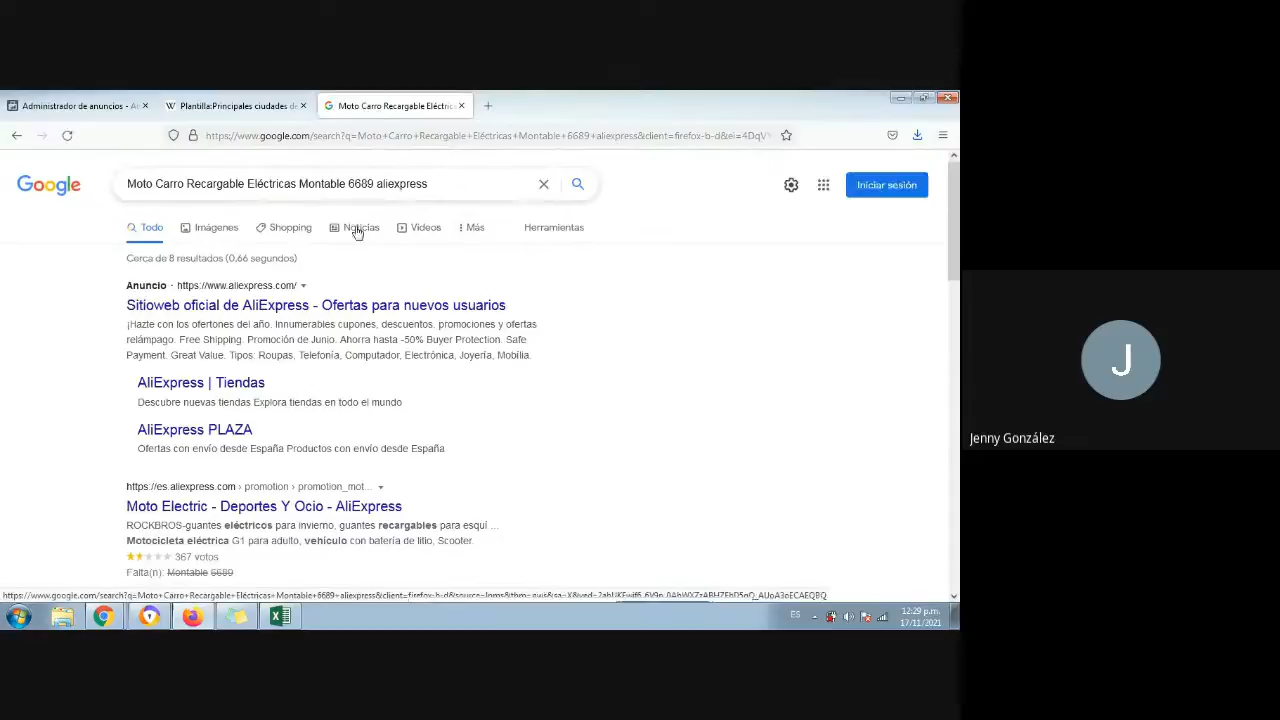 Administrador de anuncios - A
Plantilla:Principales ciudades de
Moto Carro Recargable Eléctric
https://www.google.com/search?q=Moto+Carro+Recargable+Eléctricas+Montable+6689+aliexpress&client=firefox-b-d&ei=4DqV
Google
Moto Carro Recargable Eléctricas Montable 6689 aliexpress
Iniciar sesión
Todo
Imágenes
Shopping
Noticias
Videos
Más
Herramientas
Cerca de 8 resultados (0,66 segundos)
Anuncio · https://www.aliexpress.com/
Sitioweb oficial de AliExpress - Ofertas para nuevos usuarios
¡Hazte con los ofertones del año. Innumerables cupones, descuentos, promociones y ofertas
relámpago. Free Shipping. Promoción de Junio. Ahorra hasta -50% Buyer Protection. Safe
Payment. Great Value. Tipos: Roupas, Telefonía, Computador, Electrónica, Joyería, Mobília.
AliExpress | Tiendas
Descubre nuevas tiendas Explora tiendas en todo el mundo
AliExpress PLAZA
Ofertas con envío desde España Productos con envío desde España
https://es.aliexpress.com › promotion › promotion_mot...
Moto Electric - Deportes Y Ocio - AliExpress
ROCKBROS-guantes eléctricos para invierno, guantes recargables para esquí ...
Motocicleta eléctrica G1 para adulto, vehículo con batería de litio, Scooter.
367 votos
Falta(n): Montable 6689
ES
12:29 p.m.
17/11/2021
J
Jenny González